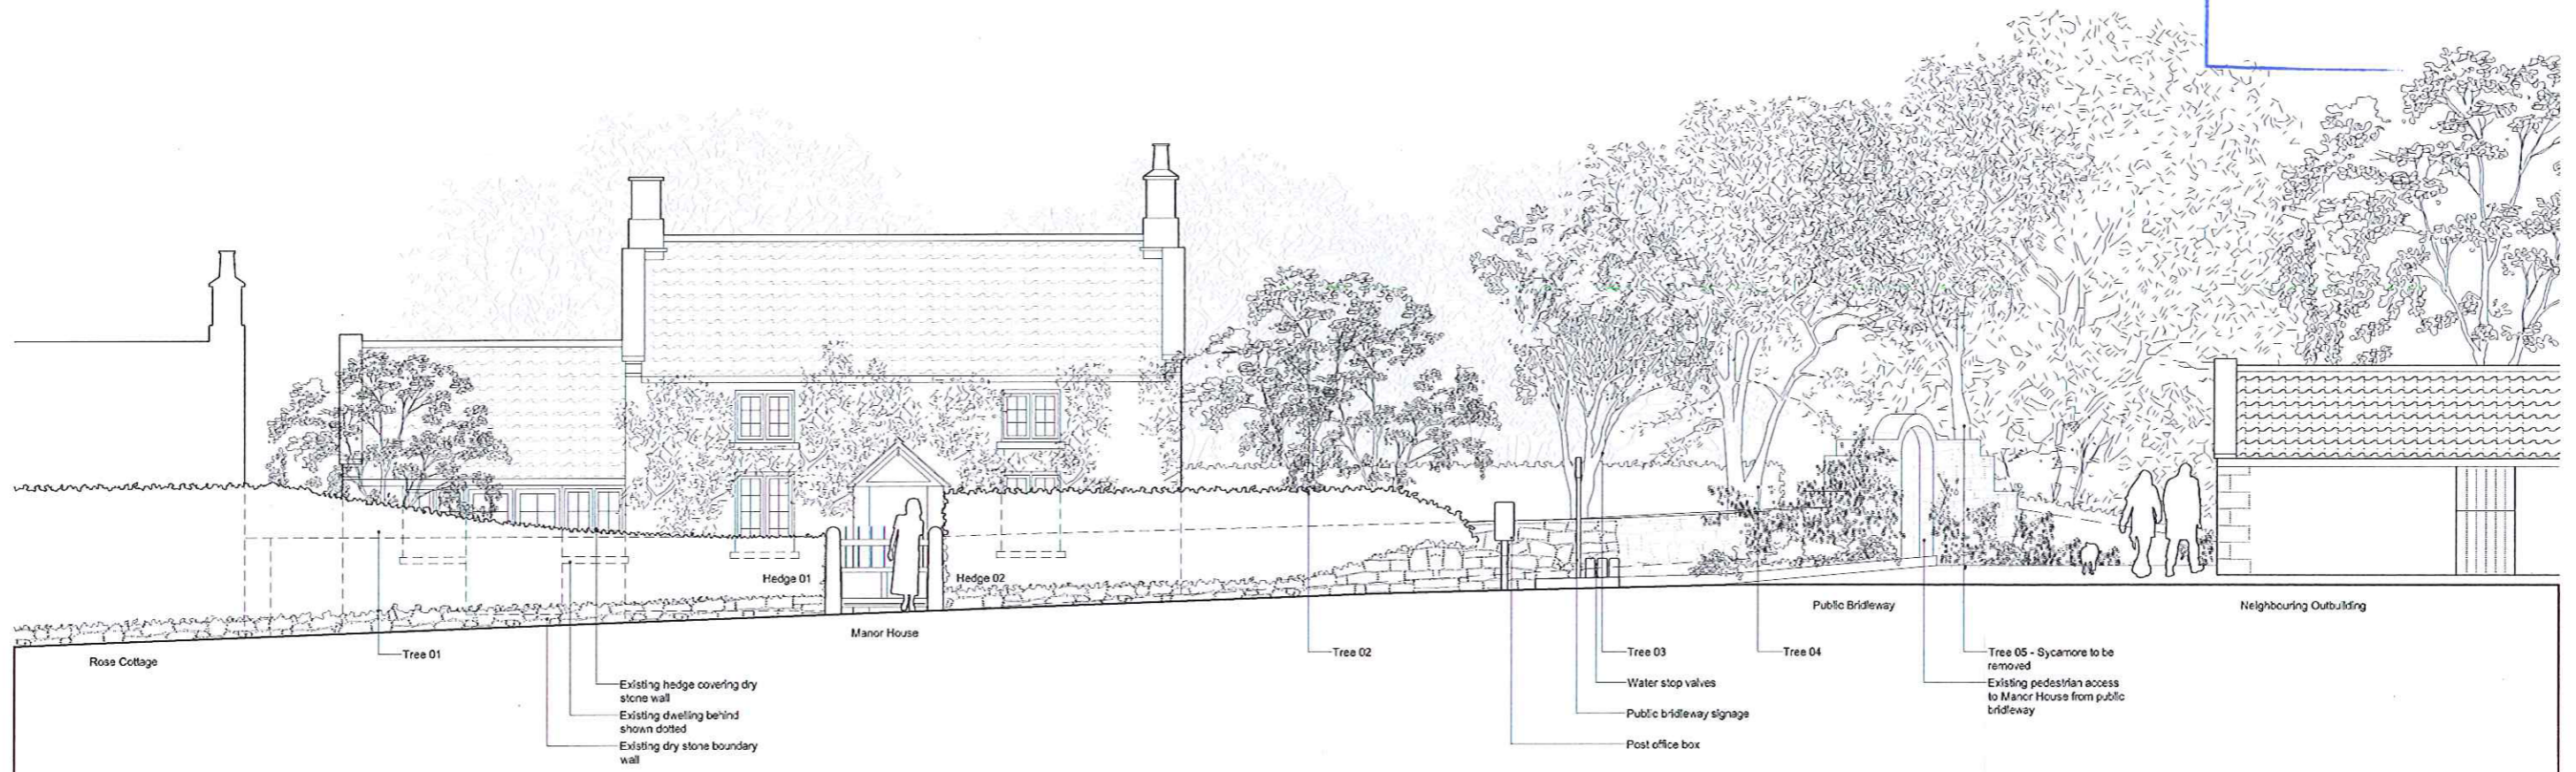 Hedge 01
Hedge 02
Public Bridleway
Neighbouring Outbuilding
Manor House
Rose Cottage
Tree 01
Tree 02
Tree 03
Tree 04
Tree 05 - Sycamore to be
removed
Existing hedge covering dry
stone wall
Existing dwelling behind
shown dotted
Existing dry stone boundary
wall
Water stop valves
Public bridleway signage
Post office box
Existing pedestrian access
to Manor House from public
bridleway